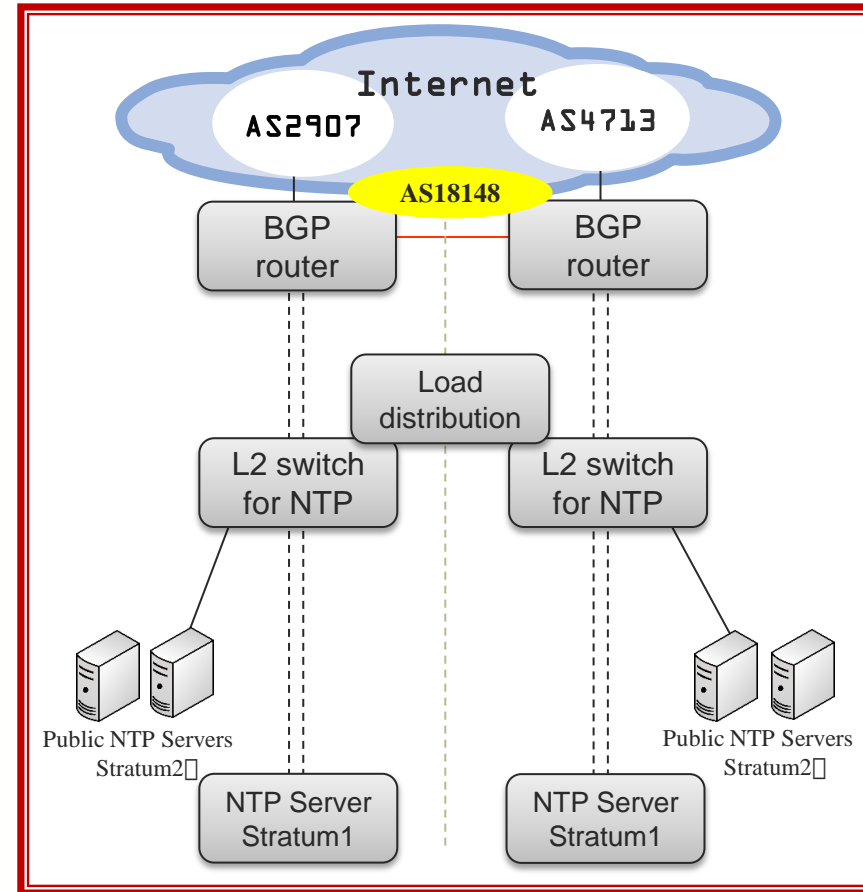 Internet
AS2907
AS4713
AS18148
BGP
router
BGP
router
Load
distribution
L2 switch
for NTP
L2 switch
for NTP
Public NTP Servers
Stratum2
Public NTP Servers
Stratum2
NTP Server
Stratum1
NTP Server
Stratum1